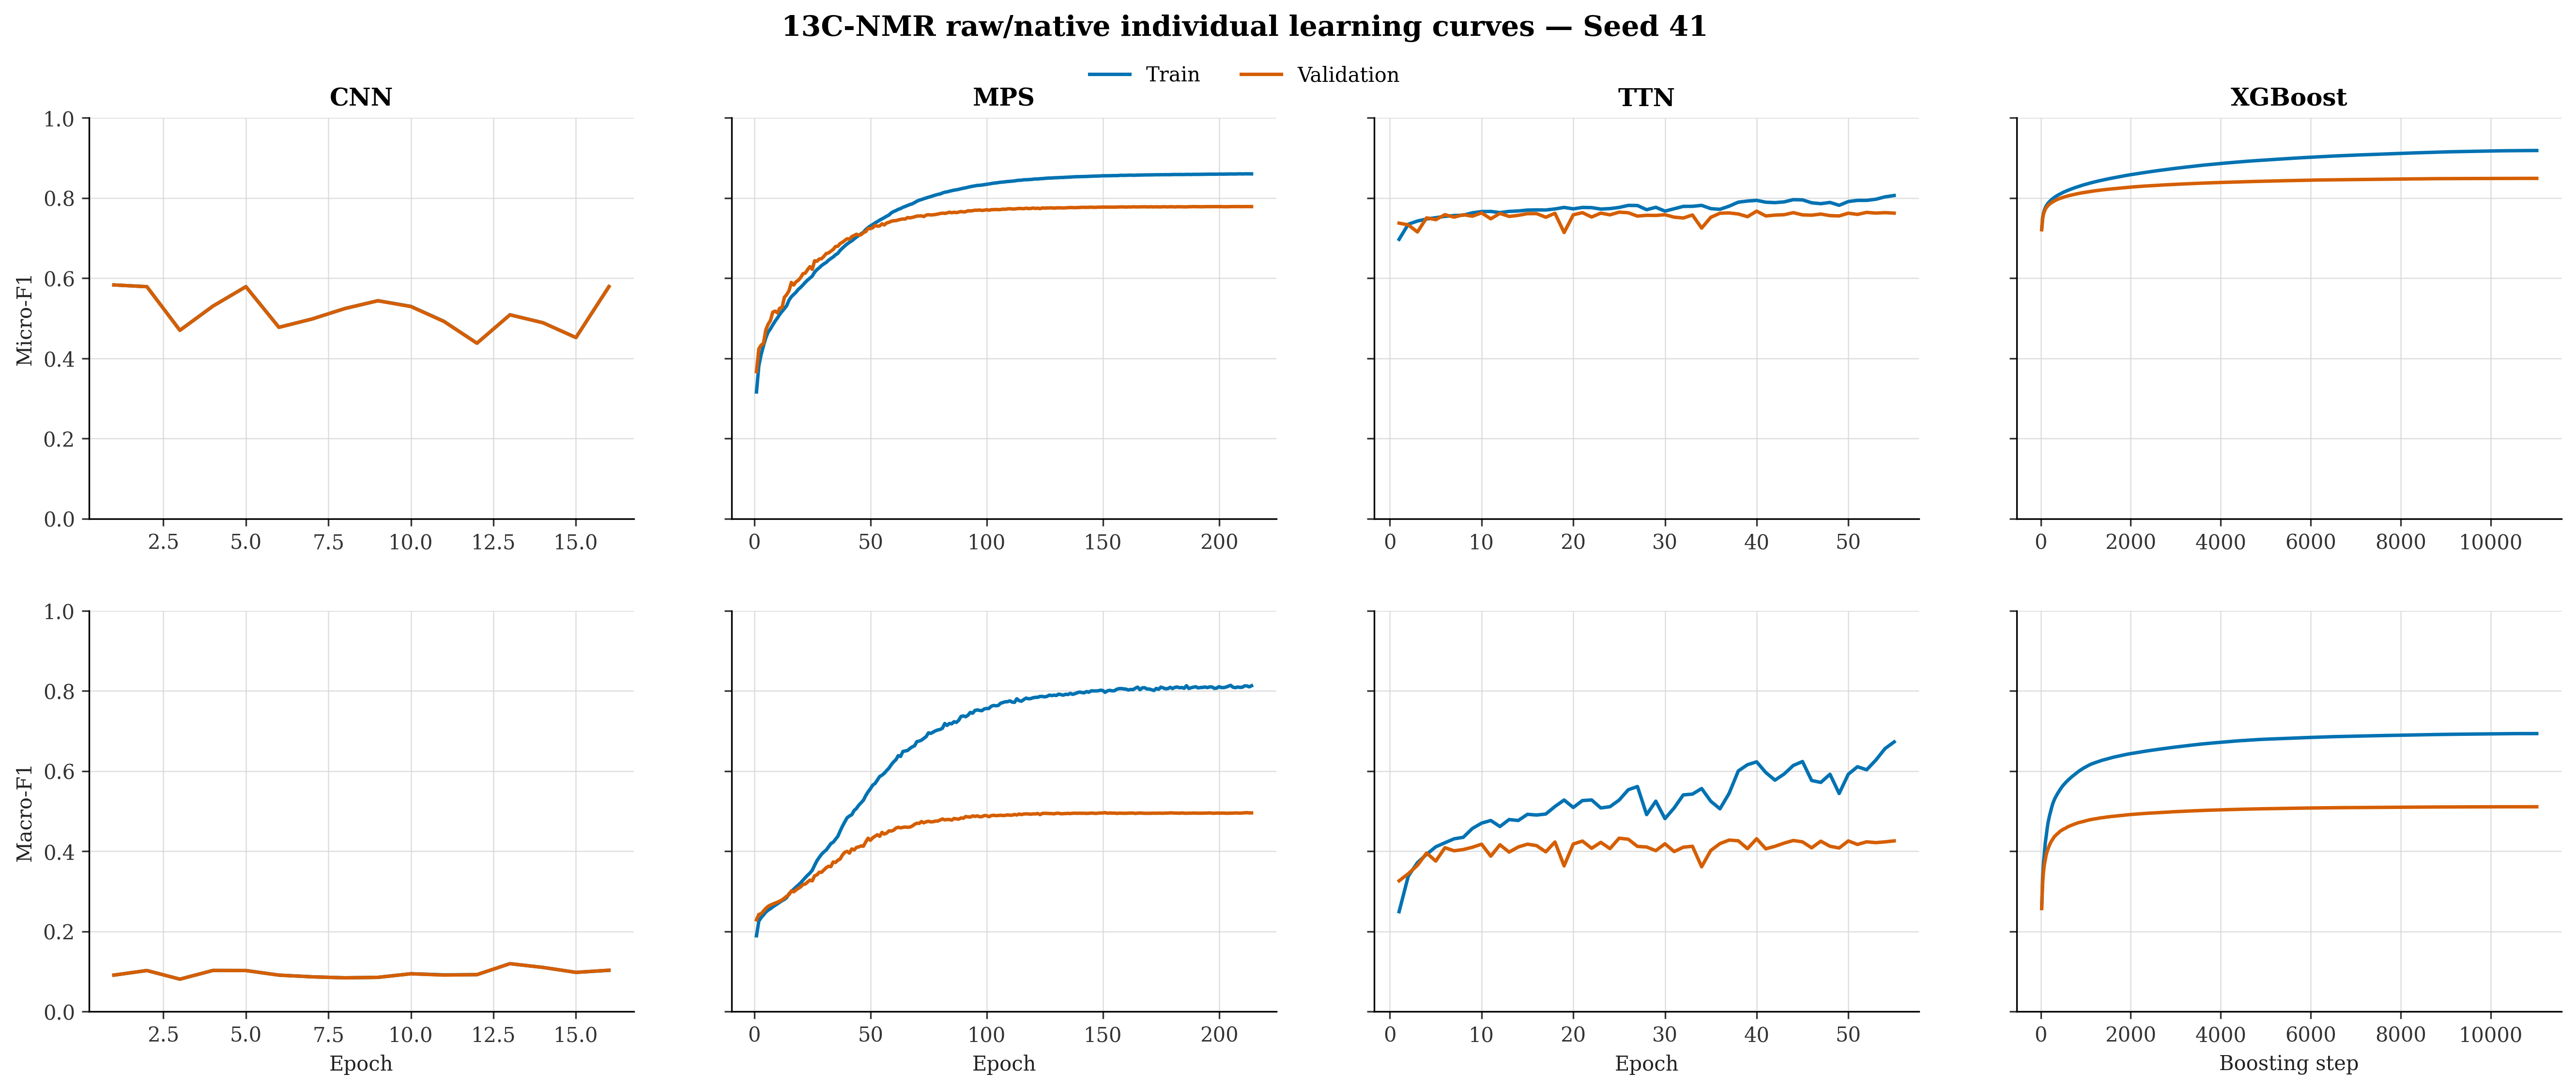 13C-NMR raw/native individual learning curves — Seed 41
Train Validation
CNN MPS TTN XGBoost
1.0
0.8
0.6
0.4
0.2
0.0
Micro-F1
2.5 5.0 7.5 10.0 12.5 15.0
0 50 100 150 200
0 10 20 30 40 50
0 2000 4000 6000 8000 10000
1.0
0.8
0.6
0.4
0.2
0.0
Macro-F1
2.5 5.0 7.5 10.0 12.5 15.0
0 50 100 150 200
0 10 20 30 40 50
0 2000 4000 6000 8000 10000
Epoch Epoch Epoch Boosting step